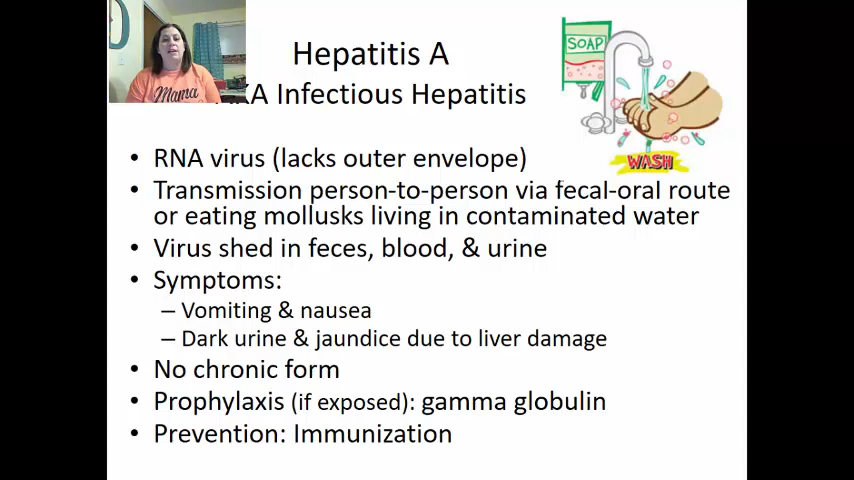 Hepatitis A
KA Infectious Hepatitis
SOAP
WASH
Mama
• RNA virus (lacks outer envelope)
• Transmission person-to-person via fecal-oral route
or eating mollusks living in contaminated water
• Virus shed in feces, blood, & urine
• Symptoms:
– Vomiting & nausea
– Dark urine & jaundice due to liver damage
• No chronic form
• Prophylaxis (if exposed): gamma globulin
• Prevention: Immunization